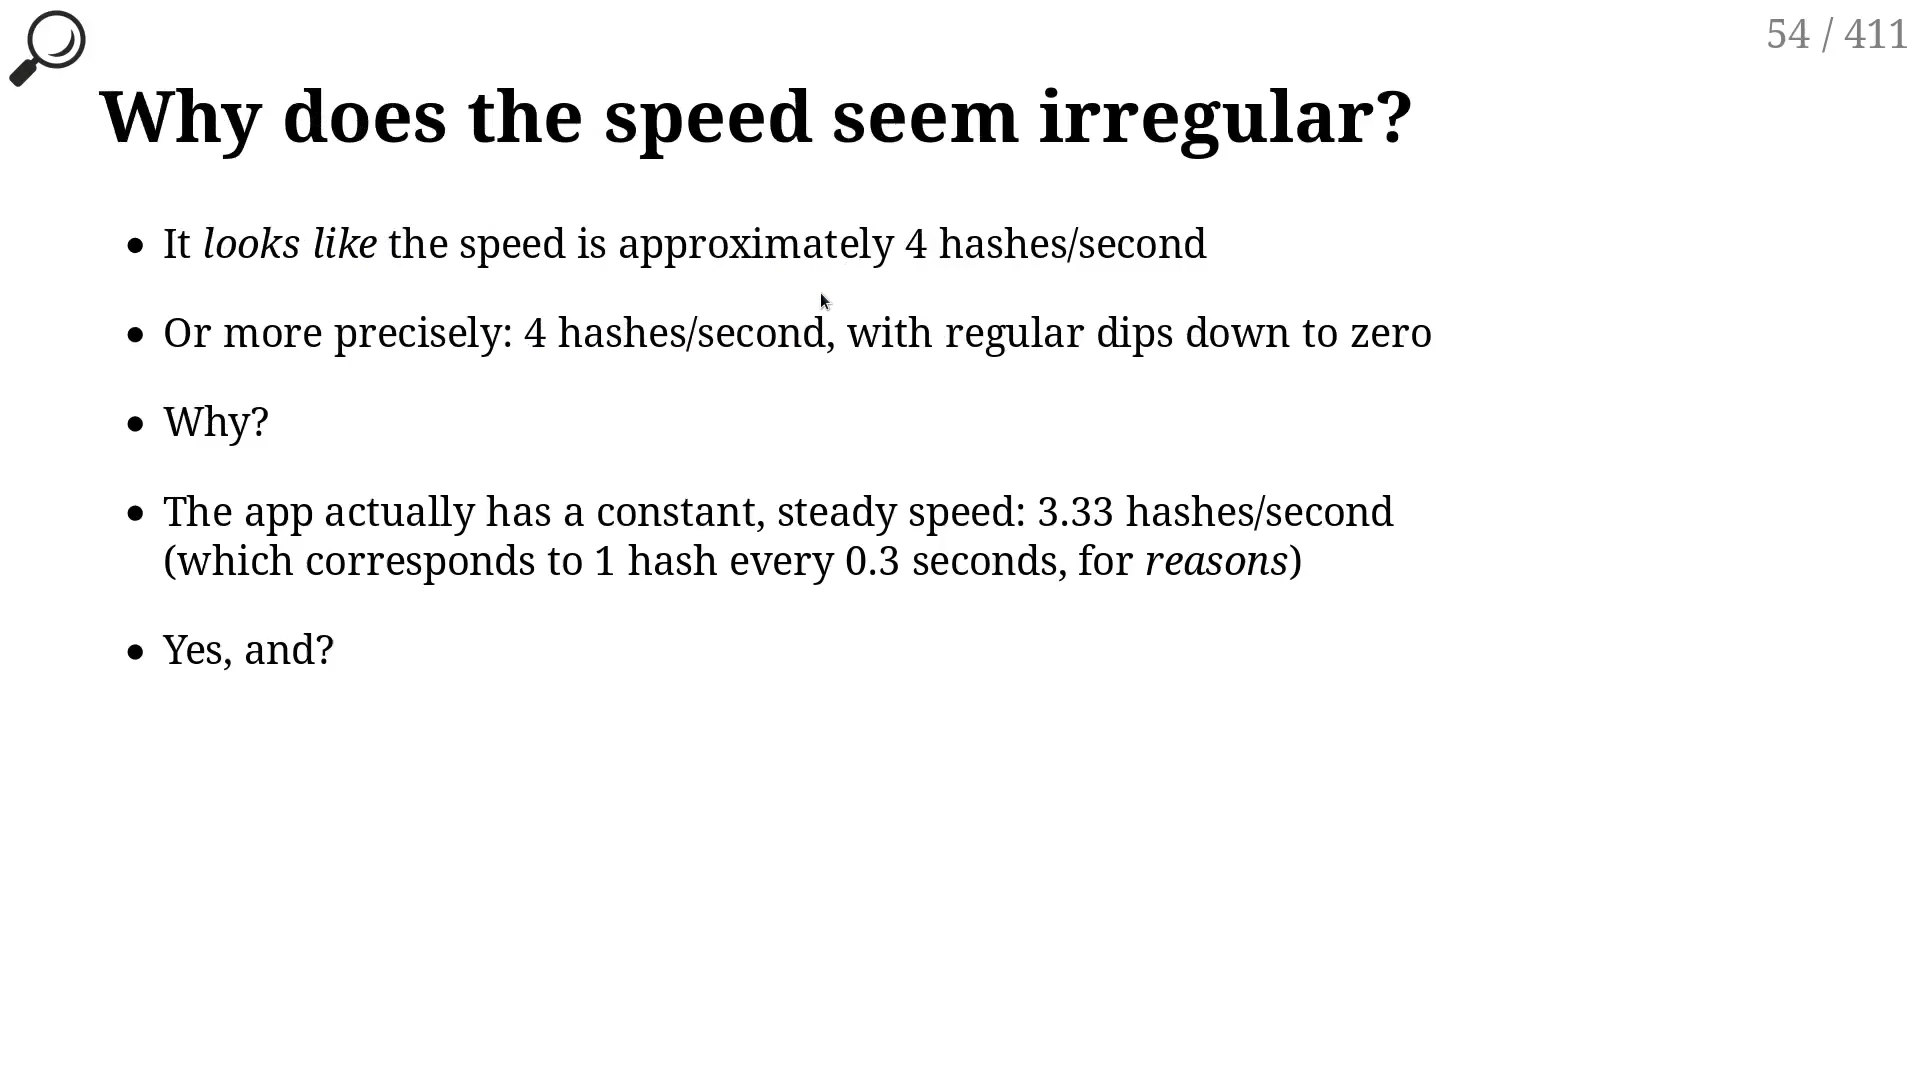 54 / 411
Why does the speed seem irregular?
It looks like the speed is approximately 4 hashes/second
Or more precisely: 4 hashes/second, with regular dips down to zero
Why?
The app actually has a constant, steady speed: 3.33 hashes/second
(which corresponds to 1 hash every 0.3 seconds, for reasons)
Yes, and?